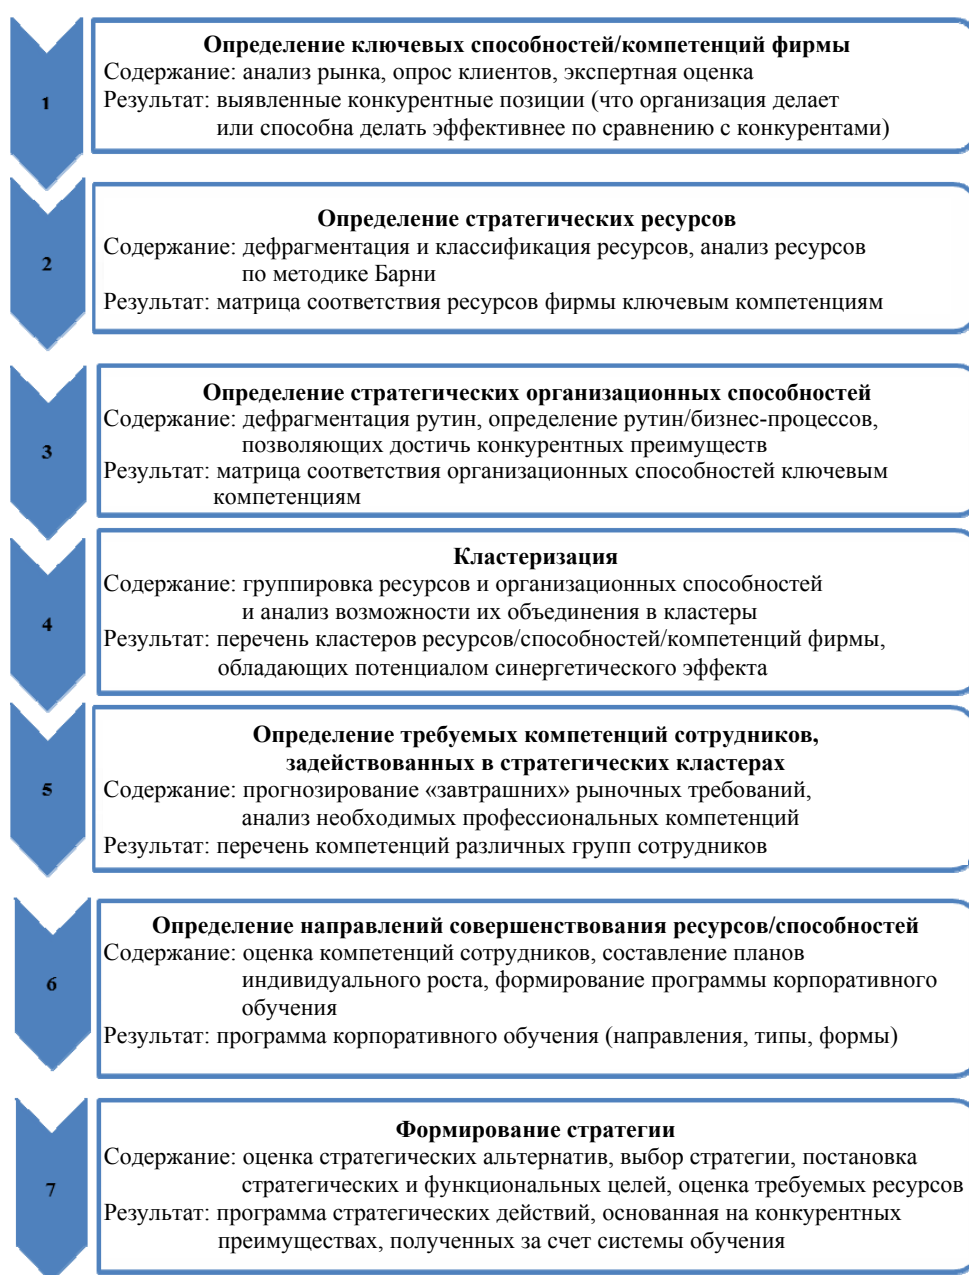 1
Определение ключевых способностей/компетенций фирмы
Содержание: анализ рынка, опрос клиентов, экспертная оценка
Результат: выявленные конкурентные позиции (что организация делает
или способна делать эффективнее по сравнению с конкурентами)
2
Определение стратегических ресурсов
Содержание: дефрагментация и классификация ресурсов, анализ ресурсов
по методике Барни
Результат: матрица соответствия ресурсов фирмы ключевым компетенциям
3
Определение стратегических организационных способностей
Содержание: дефрагментация рутин, определение рутин/бизнес-процессов,
позволяющих достичь конкурентных преимуществ
Результат: матрица соответствия организационных способностей ключевым
компетенциям
4
Кластеризация
Содержание: группировка ресурсов и организационных способностей
и анализ возможности их объединения в кластеры
Результат: перечень кластеров ресурсов/способностей/компетенций фирмы,
обладающих потенциалом синергетического эффекта
5
Определение требуемых компетенций сотрудников,
задействованных в стратегических кластерах
Содержание: прогнозирование «завтрашних» рыночных требований,
анализ необходимых профессиональных компетенций
Результат: перечень компетенций различных групп сотрудников
6
Определение направлений совершенствования ресурсов/способностей
Содержание: оценка компетенций сотрудников, составление планов
индивидуального роста, формирование программы корпоративного
обучения
Результат: программа корпоративного обучения (направления, типы, формы)
7
Формирование стратегии
Содержание: оценка стратегических альтернатив, выбор стратегии, постановка
стратегических и функциональных целей, оценка требуемых ресурсов
Результат: программа стратегических действий, основанная на конкурентных
преимуществах, полученных за счет системы обучения